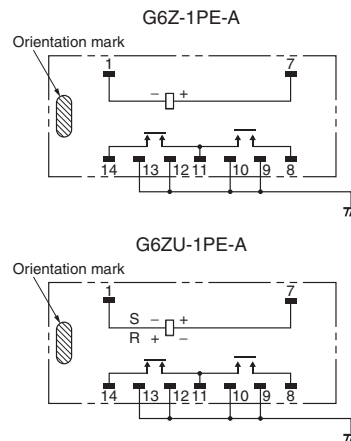 G6Z-1PE-A
Orientation mark
1 7
− +
14 13 12 11 10 9 8
G6ZU-1PE-A
Orientation mark
1 7
S − +
R + −
14 13 12 11 10 9 8